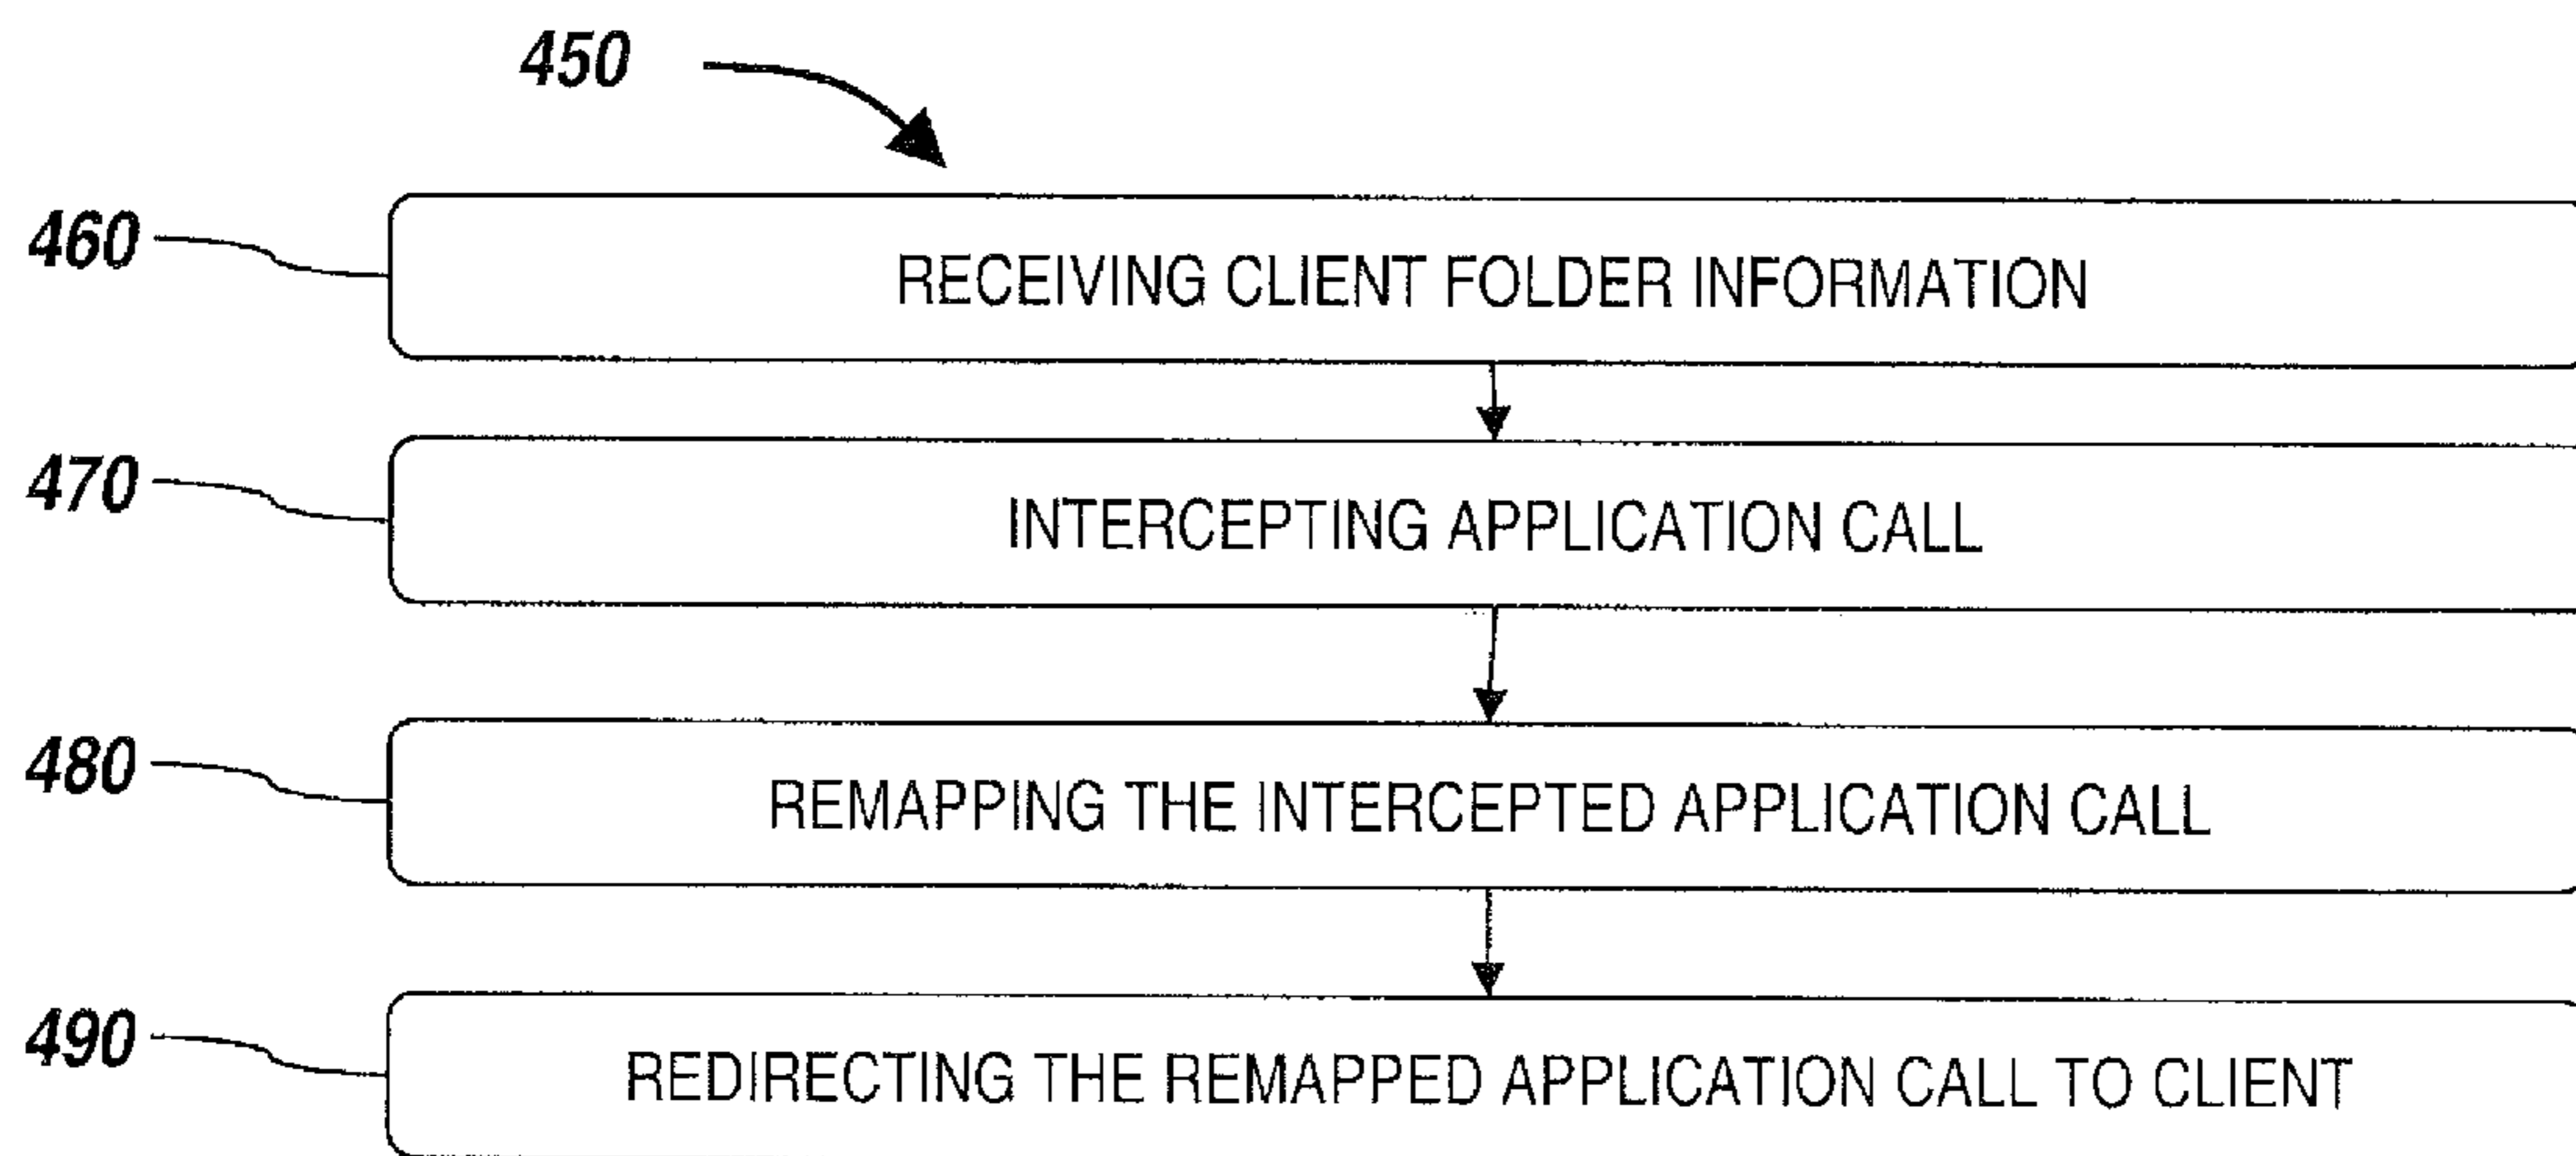 450
460
RECEIVING CLIENT FOLDER INFORMATION
470
INTERCEPTING APPLICATION CALL
480
REMAPPING THE INTERCEPTED APPLICATION CALL
490
REDIRECTING THE REMAPPED APPLICATION CALL TO CLIENT